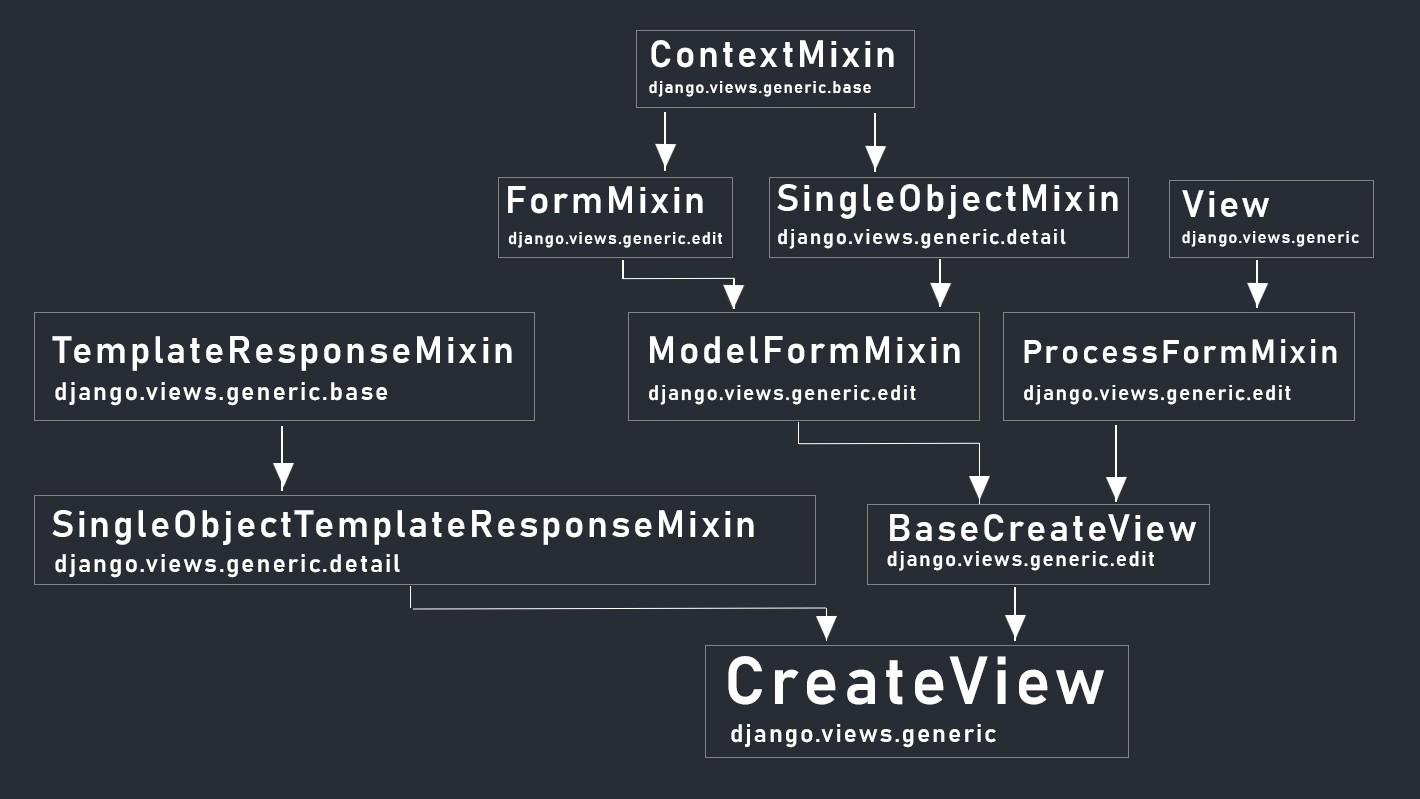 ContextMixin
django.views.generic.base
FormMixin
django.views.generic.edit
SingleObjectMixin
django.views.generic.detail
View
django.views.generic
TemplateResponseMixin
django.views.generic.base
ModelFormMixin
django.views.generic.edit
ProcessFormMixin
django.views.generic.edit
SingleObjectTemplateResponseMixin
django.views.generic.detail
BaseCreateView
django.views.generic.edit
CreateView
django.views.generic